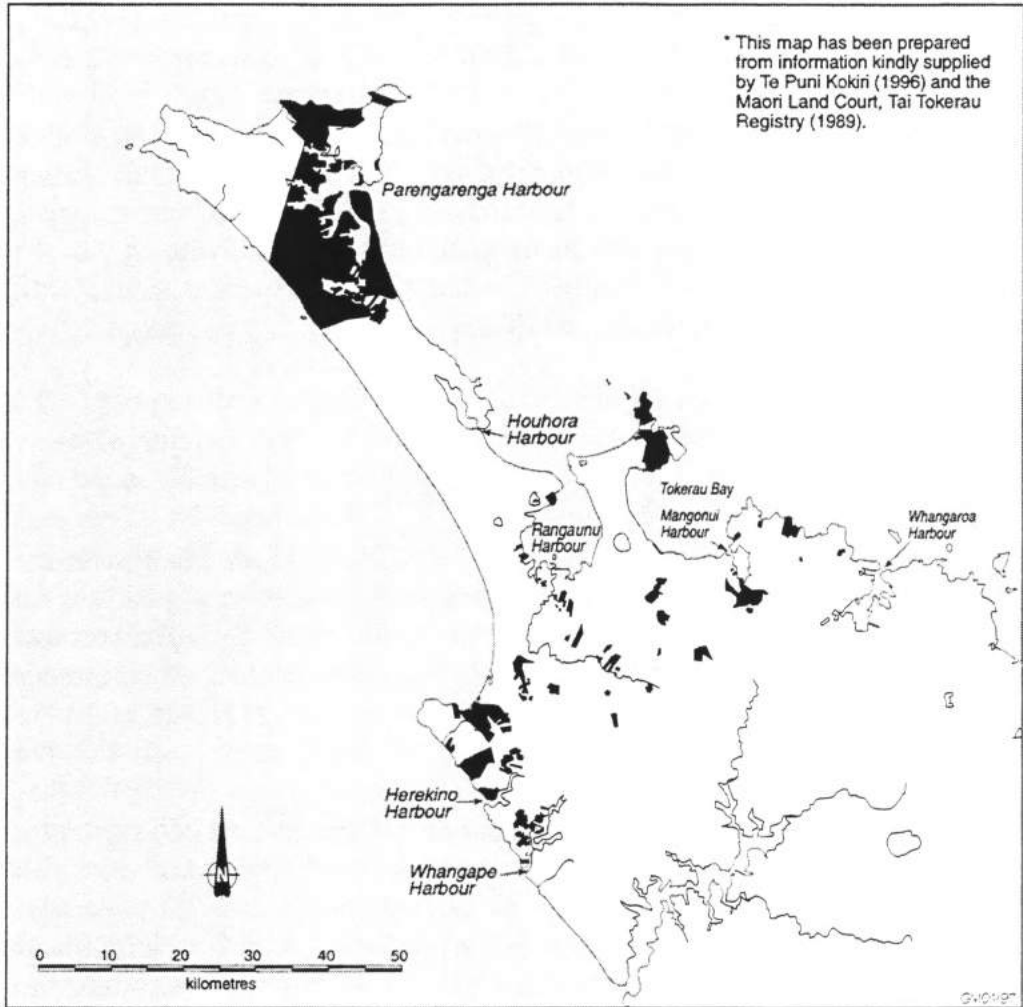 * This map has been prepared
from information kindly supplied
by Te Puni Kokiri (1996) and the
Maori Land Court, Tai Tokerau
Registry (1989).
Parengarenga Harbour
Houhora
Harbour
Tokerau Bay
Mangonui
Harbour
Whangaroa
Harbour
Rangaunu
Harbour
Herekino
Harbour
Whangape
Harbour
N
0 10 20 30 40 50
kilometres